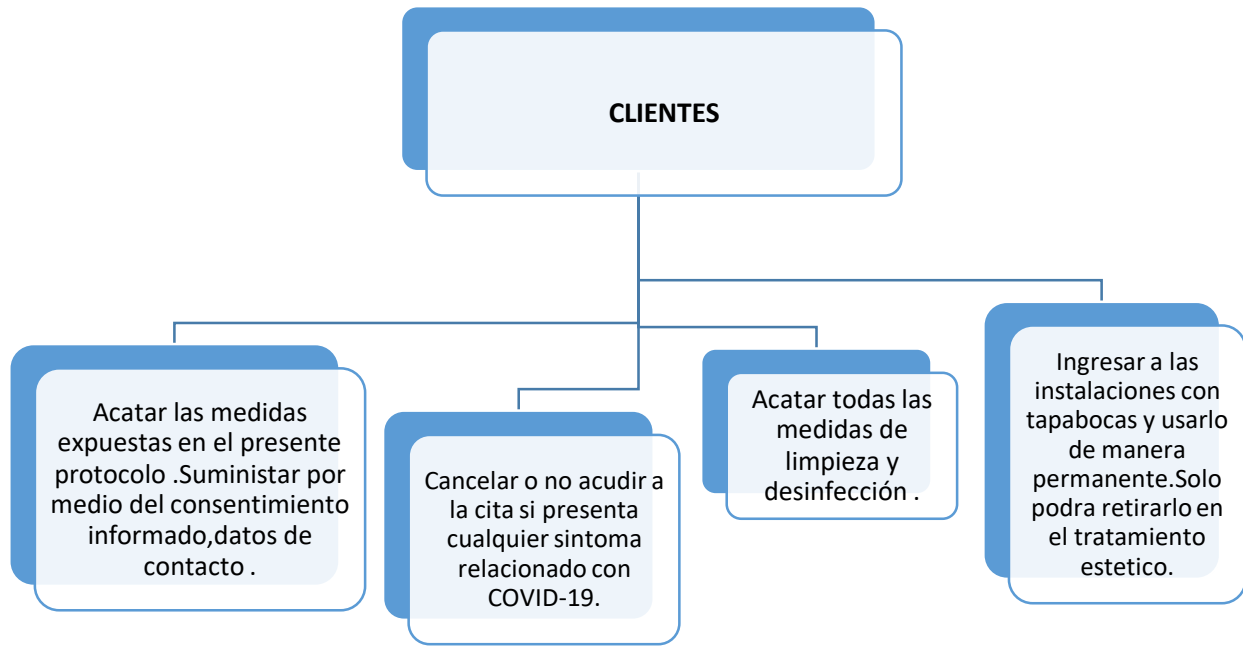 CLIENTES
Acatar las medidas
expuestas en el presente
protocolo .Suministar por
medio del consentimiento
informado,datos de
contacto .
Cancelar o no acudir a
la cita si presenta
cualquier sintoma
relacionado con
COVID-19.
Acatar todas las
medidas de
limpieza y
desinfección .
Ingresar a las
instalaciones con
tapabocas y usarlo
de manera
permanente.Solo
podra retirarlo en
el tratamiento
estetico.